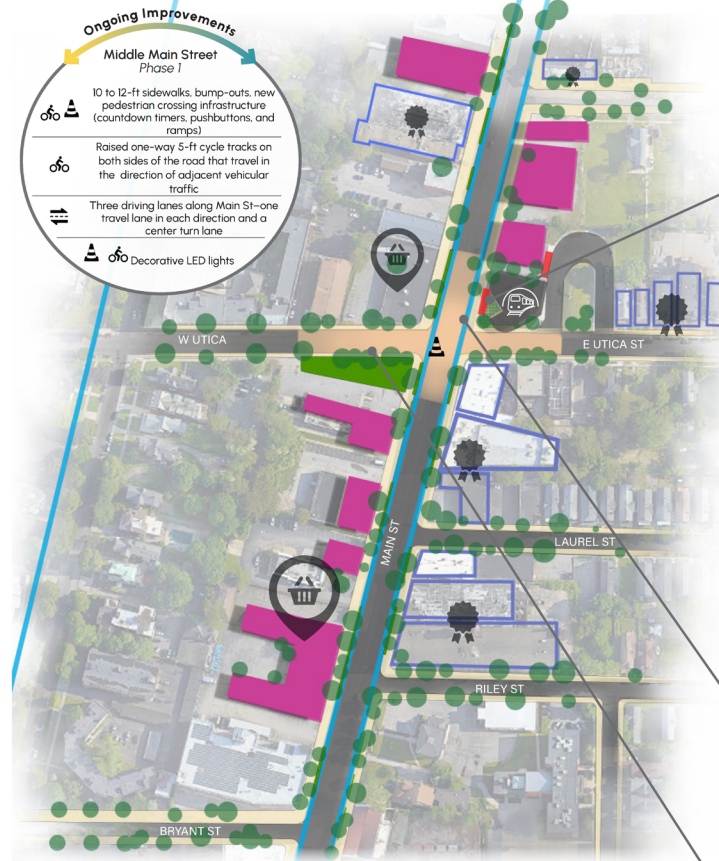 Ongoing Improvements
Middle Main Street
Phase 1
10 to 12-ft sidewalks, bump-outs, new
pedestrian crossing infrastructure
(countdown timers, pushbuttons, and
ramps)
Raised one-way 5-ft cycle tracks on
both sides of the road that travel in
the direction of adjacent vehicular
traffic
Three driving lanes along Main St–one
travel lane in each direction and a
center turn lane
Decorative LED lights
W UTICA
E UTICA ST
MAIN ST
LAUREL ST
RILEY ST
BRYANT ST